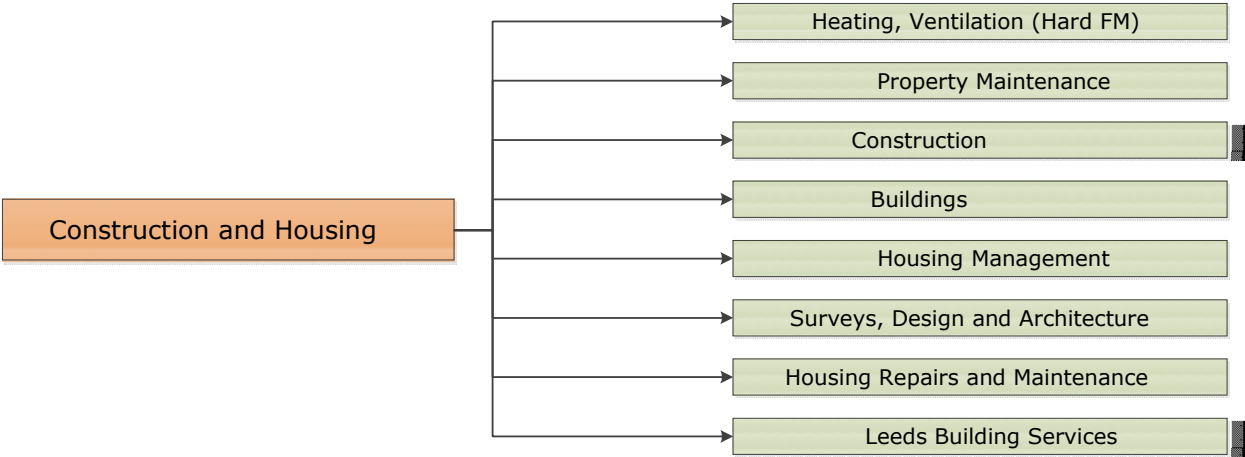 Heating, Ventilation (Hard FM)
Property Maintenance
Construction
Buildings
Construction and Housing
Housing Management
Surveys, Design and Architecture
Housing Repairs and Maintenance
Leeds Building Services